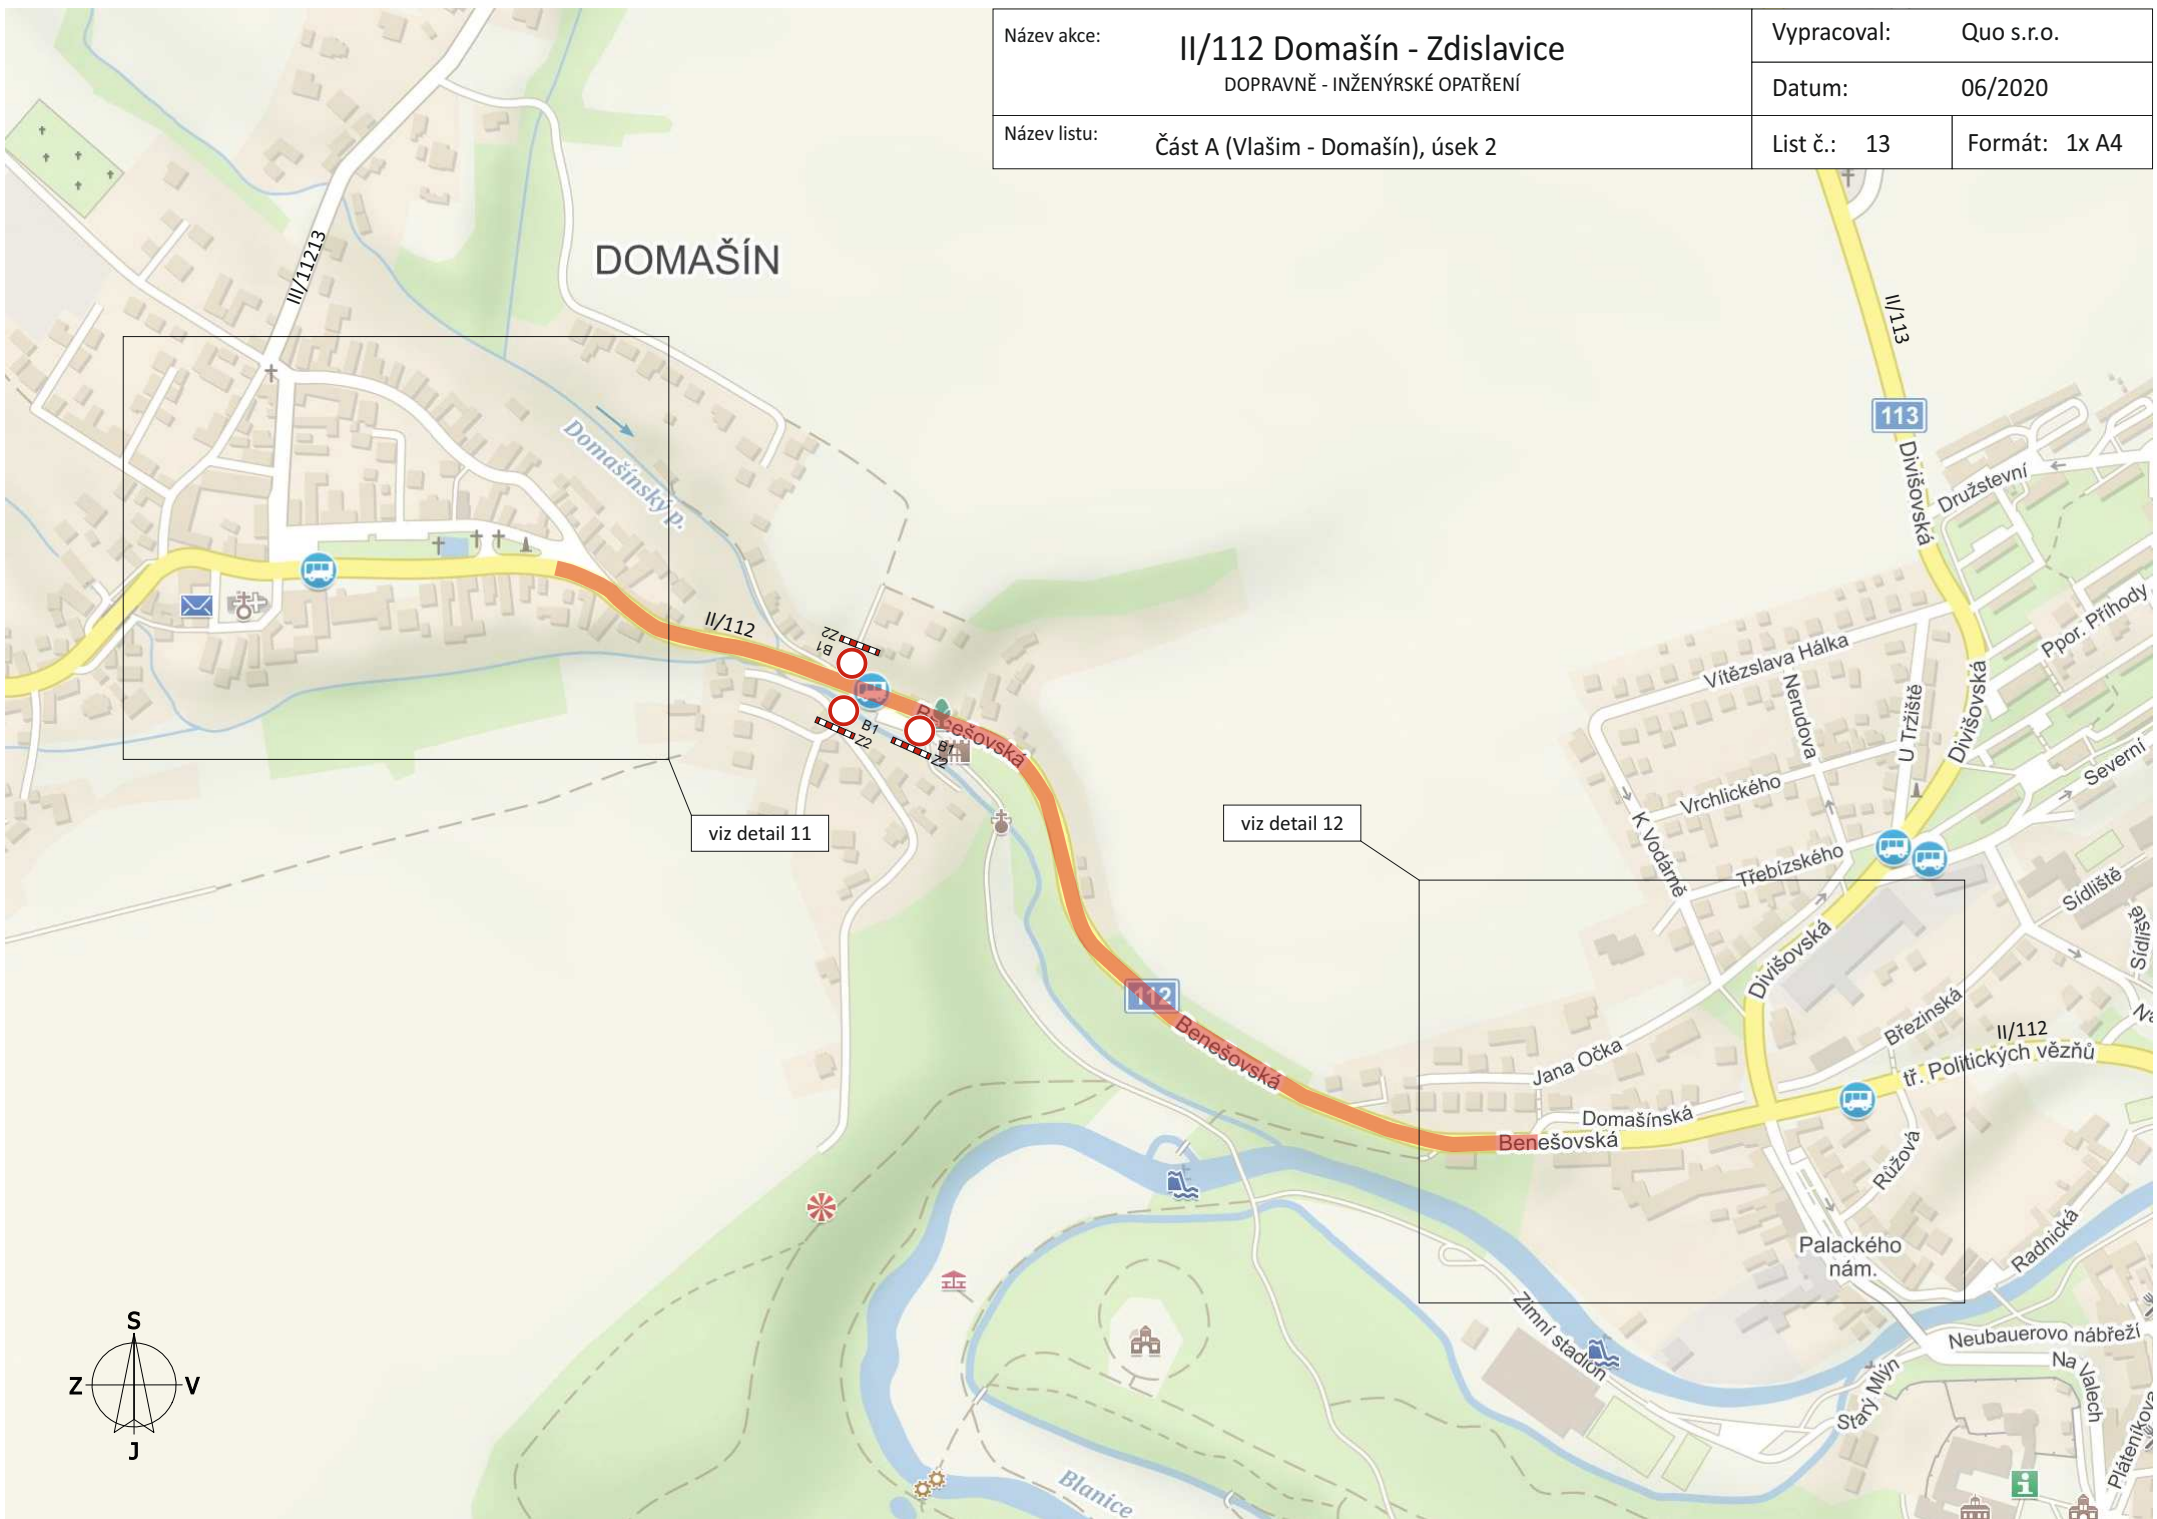 Název akce:
II/112 Domašín - Zdislavice
DOPRAVNĚ - INŽENÝRSKÉ OPATŘENÍ
Vypracoval: Quo s.r.o.
Datum: 06/2020
Název listu:
Část A (Vlašim - Domašín), úsek 2
List č.: 13
Formát: 1x A4
III/11213
DOMAŠÍN
II/113
113
Divišovská
Družstevní
Domašínský p.
Ppor. Příhody
II/112
Z2
B1
B1
Z2
B1
Z2
Benešovská
Vítězslava Hálka
Nerudova
U Tržiště
Divišovská
Severní
Vrchlického
K Vodárně
Třebízského
Sídliště
Sídliště
viz detail 11
viz detail 12
112
Benešovská
Divišovská
Březinská
II/112
tř. Politických vězňů
Jana Očka
Domašínská
Benešovská
Růžová
Radnická
Palackého
nám.
Zimní stadion
Neubauerovo nábřeží
Na Valech
Starý Mlýn
Pláteníkova
Blanice
S
Z
V
J